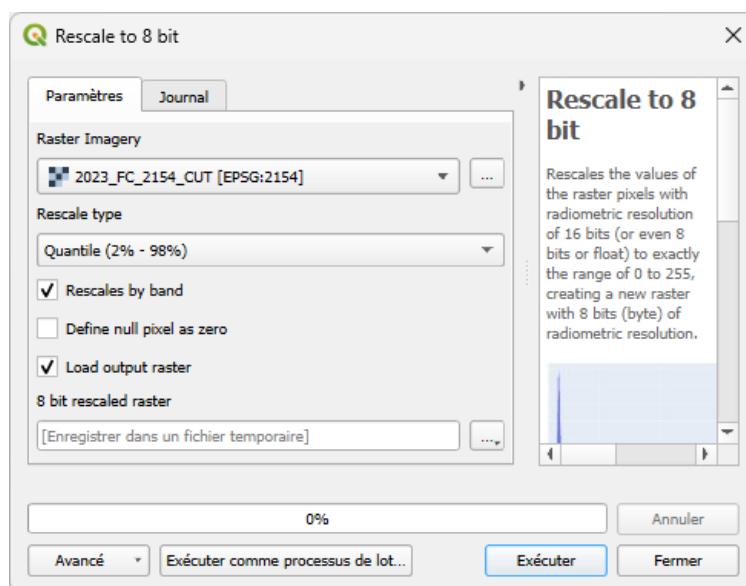 Rescale to 8 bit
Paramètres
Journal
Raster Imagery
2023_FC_2154_CUT [EPSG:2154]
...
Rescale type
Quantile (2% - 98%)
Rescales by band
Define null pixel as zero
Load output raster
8 bit rescaled raster
[Enregistrer dans un fichier temporaire]
...
Rescale to 8
bit
Rescales the values of
the raster pixels with
radiometric resolution
of 16 bits (or even 8
bits or float) to exactly
the range of 0 to 255,
creating a new raster
with 8 bits (byte) of
radiometric resolution.
0%
Annuler
Avancé
Exécuter comme processus de lot...
Exécuter
Fermer